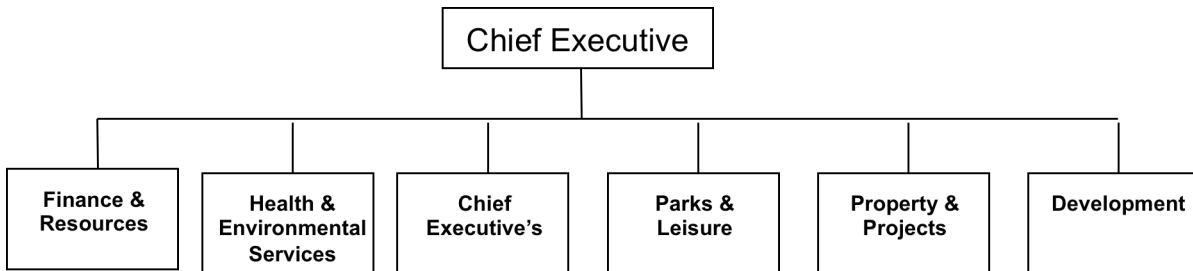 Chief Executive
Finance &
Resources
Health &
Environmental
Services
Chief
Executive’s
Parks &
Leisure
Property &
Projects
Development